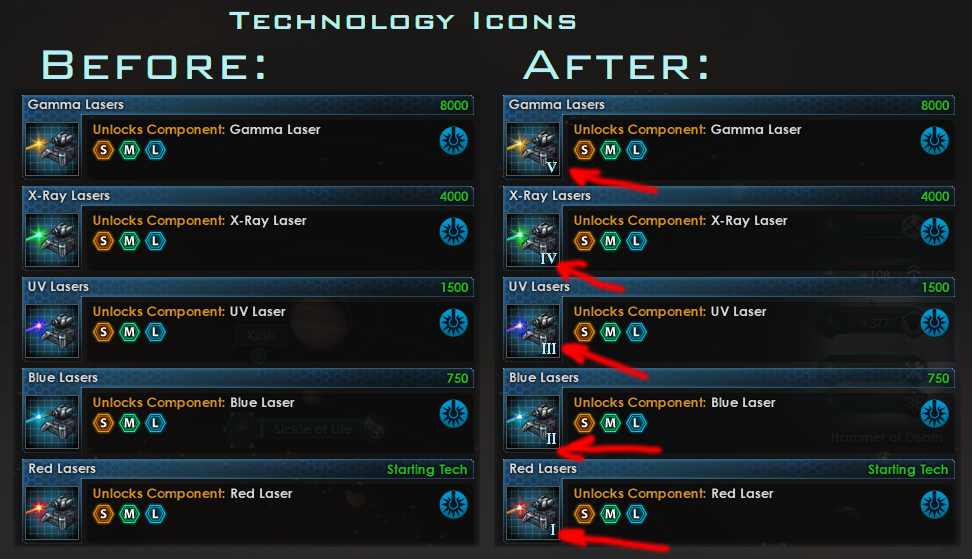 Technology Icons
Before:
Gamma Lasers 8000
Unlocks Component: Gamma Laser
S M L
X-Ray Lasers 4000
Unlocks Component: X-Ray Laser
S M L
UV Lasers 1500
Unlocks Component: UV Laser
S M L
Xirsh
Blue Lasers 750
Unlocks Component: Blue Laser
S M L
Sickle of Life
Red Lasers Starting Tech
Unlocks Component: Red Laser
S M L
After:
Gamma Lasers 8000
Unlocks Component: Gamma Laser
S M L
V
X-Ray Lasers 4000
Unlocks Component: X-Ray Laser
S M L
IV
108
UV Lasers 1500
Unlocks Component: UV Laser
S M L
+377
III
Blue Lasers 750
Unlocks Component: Blue Laser
S M L
II
Hammer of Death
Red Lasers Starting Tech
Unlocks Component: Red Laser
S M L
I